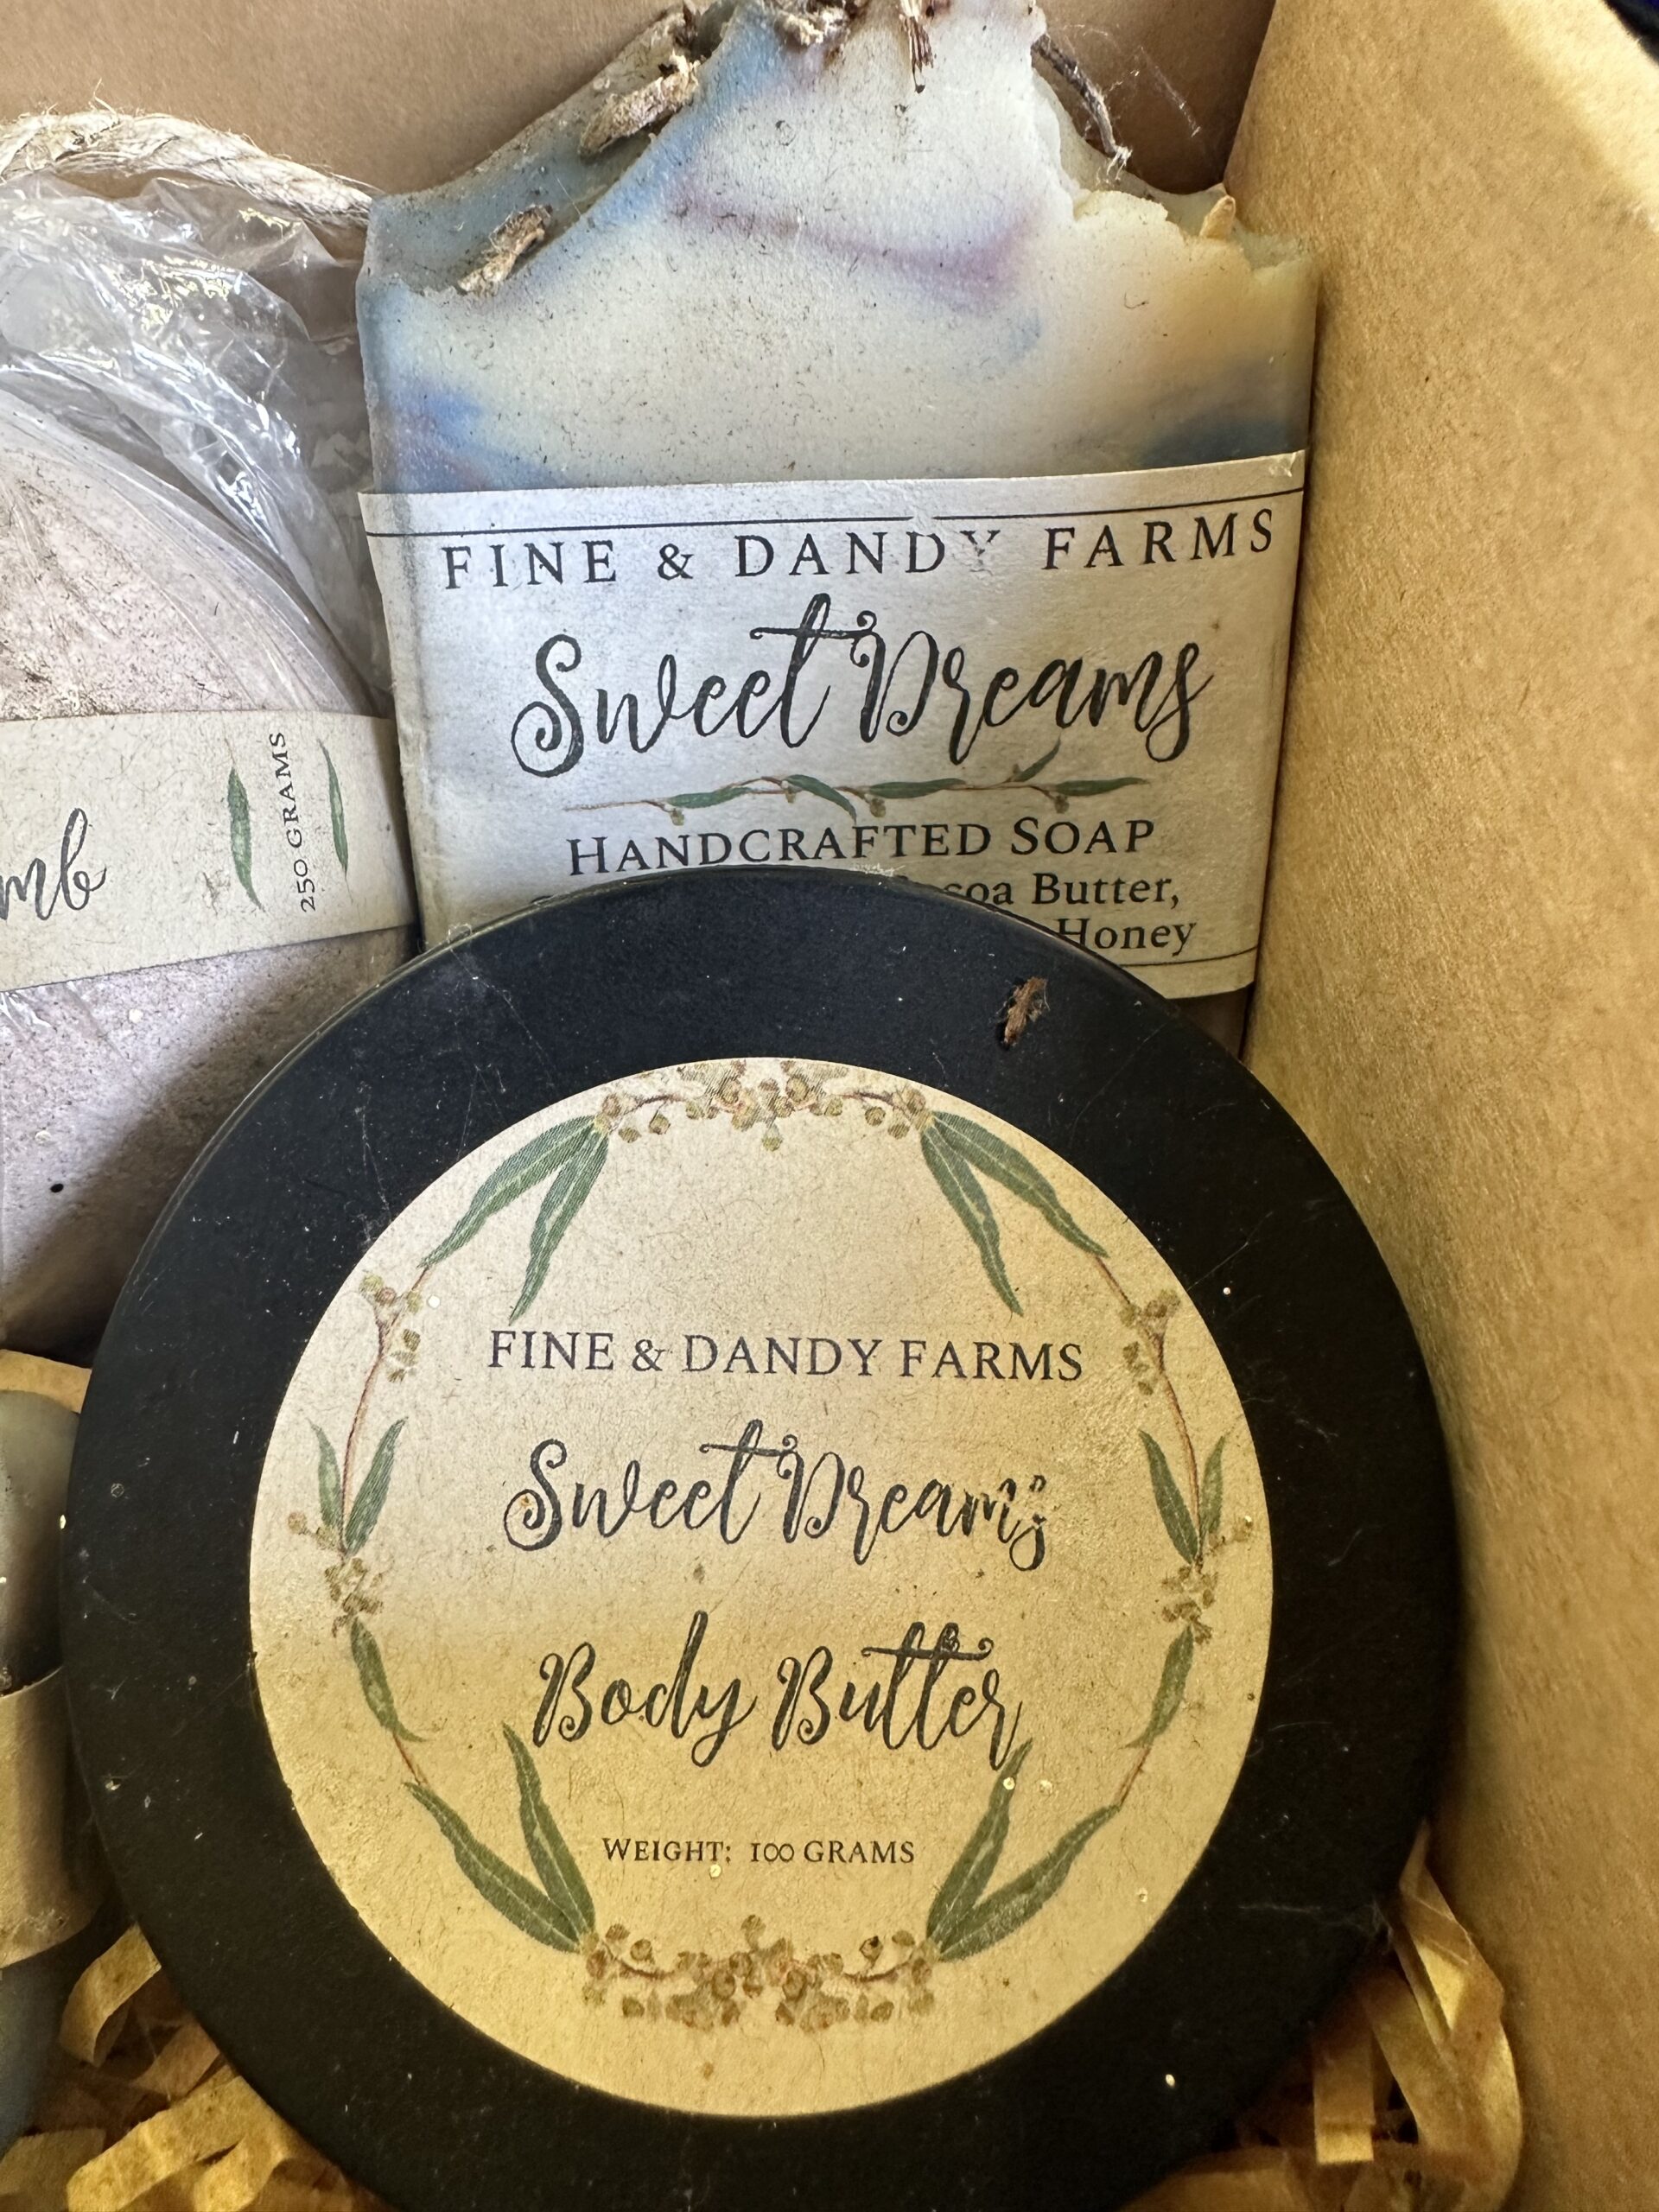 FINE & DANDY FARMS
Sweet Dreams
HANDCRAFTED SOAP
Butter,
Honey
250 GRAMS
FINE & DANDY FARMS
Sweet Dreams
Body Butter
WEIGHT: 100 GRAMS